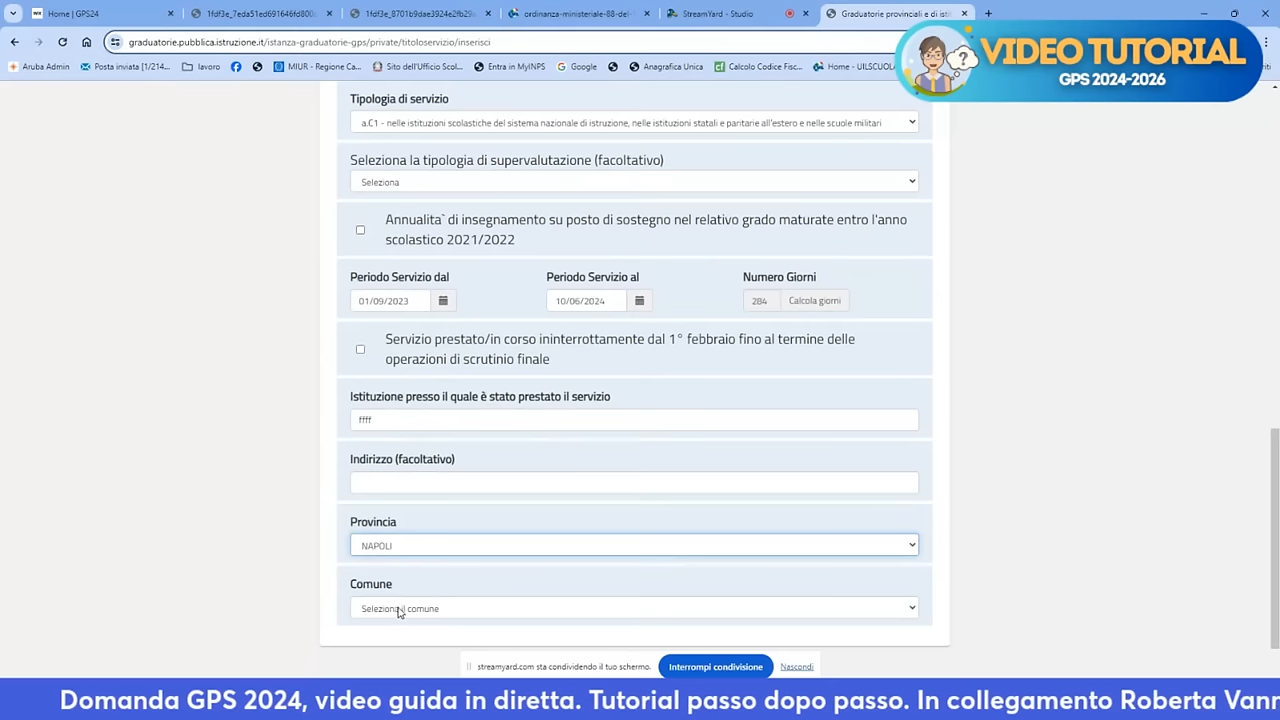 Home | GPS24
1fdf3_7eda51ed691646fd800
1fdf3_8701b9dae3924e2fb29
ordinanza-ministeriale-88-del-
StreamYard - Studio
Graduatorie provinciali e di isti
graduatorie.pubblica.istruzione.it/istanza-graduatorie-gps/private/titoloservizio/inserisci
VIDEO TUTORIAL
GPS 2024-2026
Aruba Admin
Posta inviata [1/214...
lavoro
MIUR - Regione Ca...
Sito dell'Ufficio Scol...
Entra in MyINPS
Google
Anagrafica Unica
Calcolo Codice Fisc...
Home - UILSCUOLA
Tipologia di servizio
a.C1 - nelle istituzioni scolastiche del sistema nazionale di istruzione, nelle istituzioni statali e paritarie all'estero e nelle scuole militari
Seleziona la tipologia di supervalutazione (facoltativo)
Seleziona
Annualita` di insegnamento su posto di sostegno nel relativo grado maturate entro l'anno
scolastico 2021/2022
Periodo Servizio dal
Periodo Servizio al
Numero Giorni
01/09/2023
10/06/2024
284
Calcola giorni
Servizio prestato/in corso ininterrottamente dal 1° febbraio fino al termine delle
operazioni di scrutinio finale
Istituzione presso il quale è stato prestato il servizio
ffff
Indirizzo (facoltativo)
Provincia
NAPOLI
Comune
Seleziona il comune
streamyard.com sta condividendo il tuo schermo.
Interrompi condivisione
Nascondi
Domanda GPS 2024, video guida in diretta. Tutorial passo dopo passo. In collegamento Roberta Vann